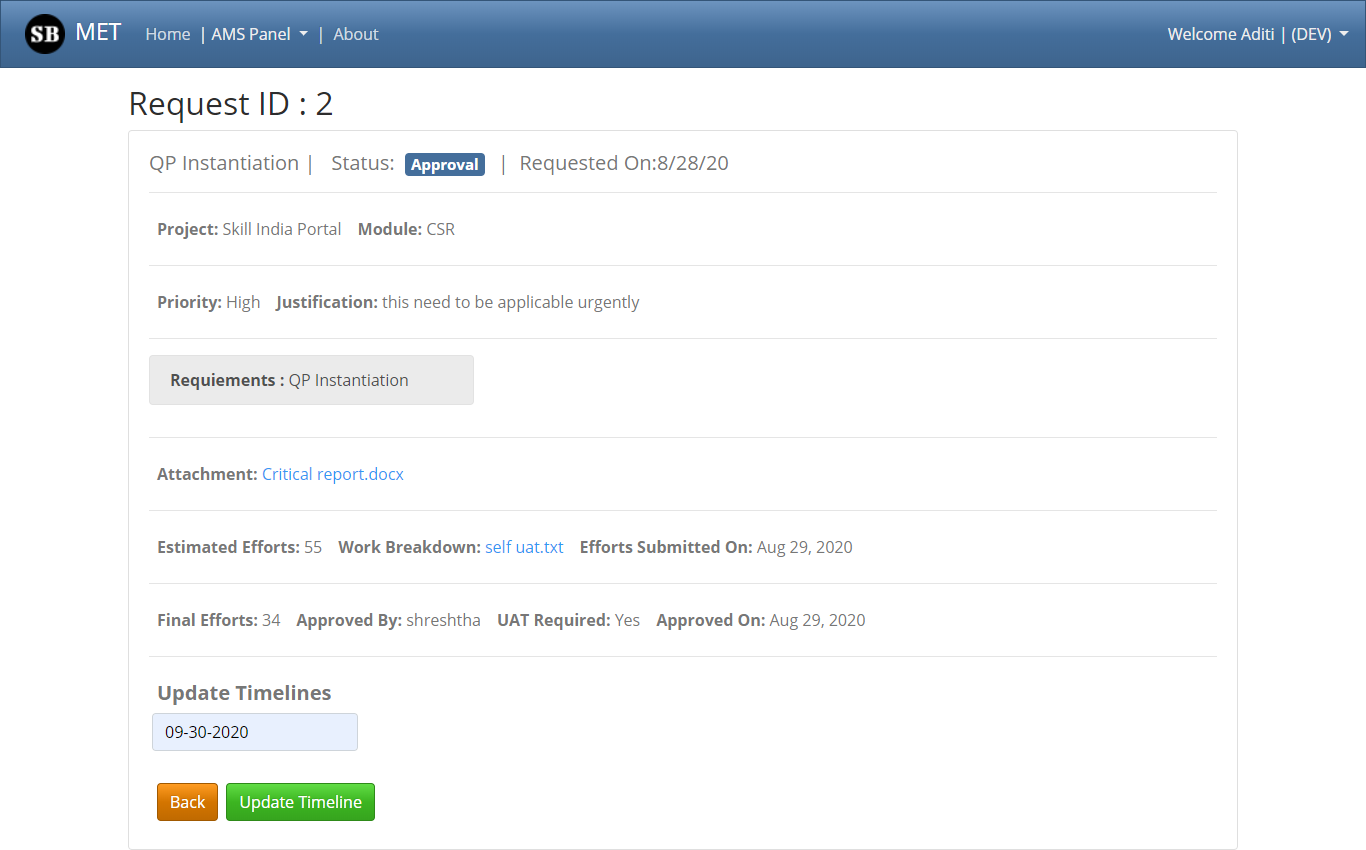 SB MET Home | AMS Panel | About Welcome Aditi | (DEV)
Request ID : 2
QP Instantiation | Status: Approval | Requested On:8/28/20
Project: Skill India Portal Module: CSR
Priority: High Justification: this need to be applicable urgently
Requiements : QP Instantiation
Attachment: Critical report.docx
Estimated Efforts: 55 Work Breakdown: self uat.txt Efforts Submitted On: Aug 29, 2020
Final Efforts: 34 Approved By: shreshtha UAT Required: Yes Approved On: Aug 29, 2020
Update Timelines
09-30-2020
Back Update Timeline